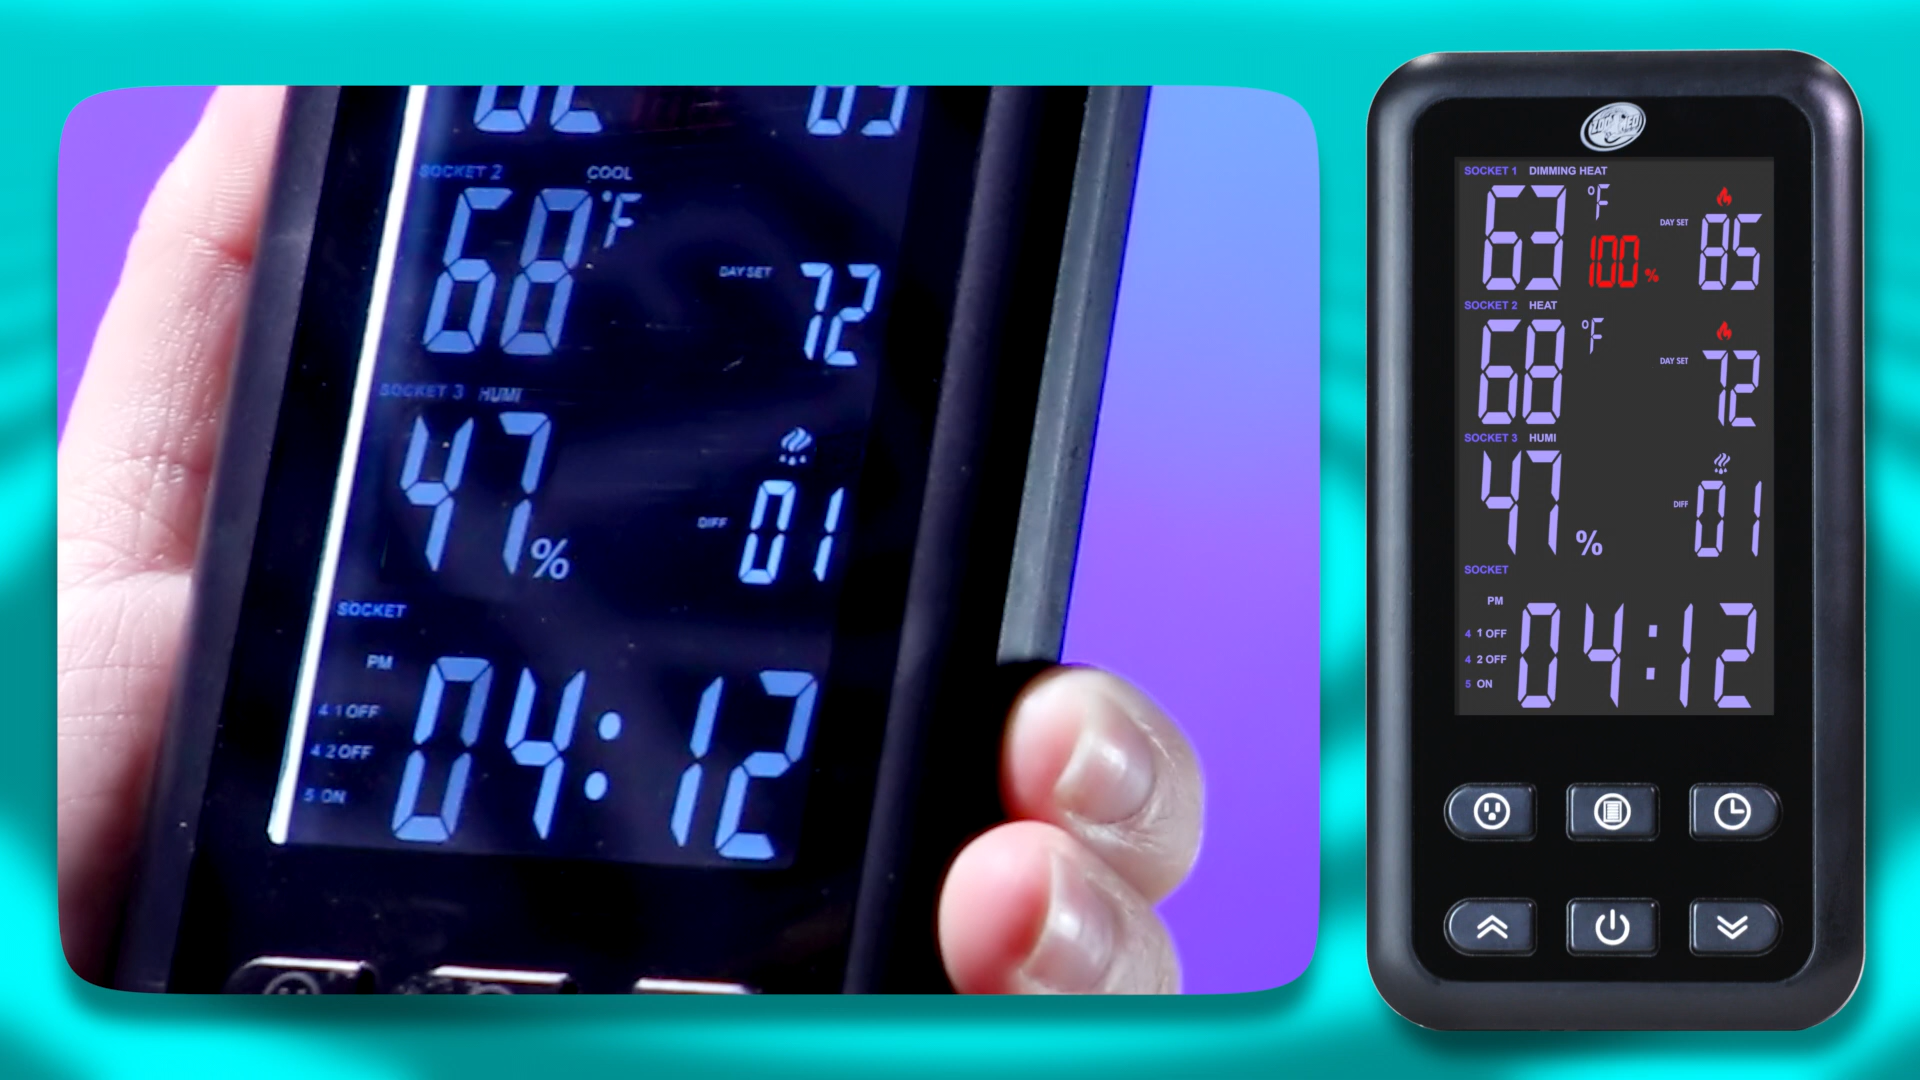 SOCKET 2 COOL
68 °F
DAY SET 72
SOCKET 3 HUMI
47 %
DIFF 01
SOCKET
PM
4 1 OFF
4 2 OFF
5 ON
04:12
ZOO MED
SOCKET 1 DIMMING HEAT
63 °F
100 %
DAY SET 85
SOCKET 2 HEAT
68 °F
DAY SET 72
SOCKET 3 HUMI
47 %
DIFF 01
SOCKET
PM
4 1 OFF
4 2 OFF
5 ON
04:12